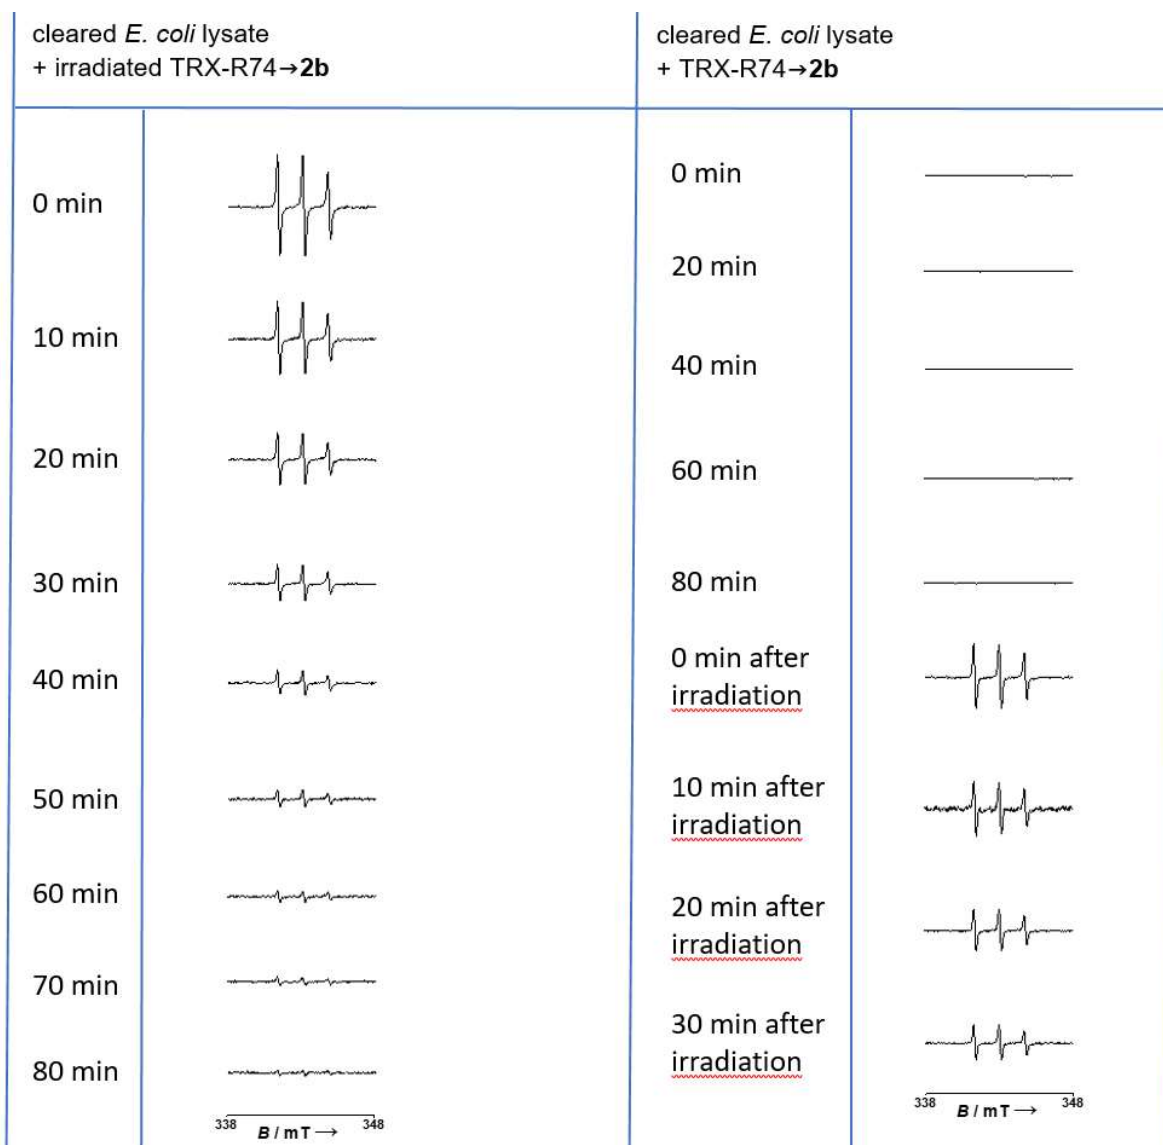 cleared E. coli lysate
+ irradiated TRX-R74→2b
0 min
10 min
20 min
30 min
40 min
50 min
60 min
70 min
80 min
338 348
B / mT →
cleared E. coli lysate
+ TRX-R74→2b
0 min
20 min
40 min
60 min
80 min
0 min after
irradiation
10 min after
irradiation
20 min after
irradiation
30 min after
irradiation
338 348
B / mT →